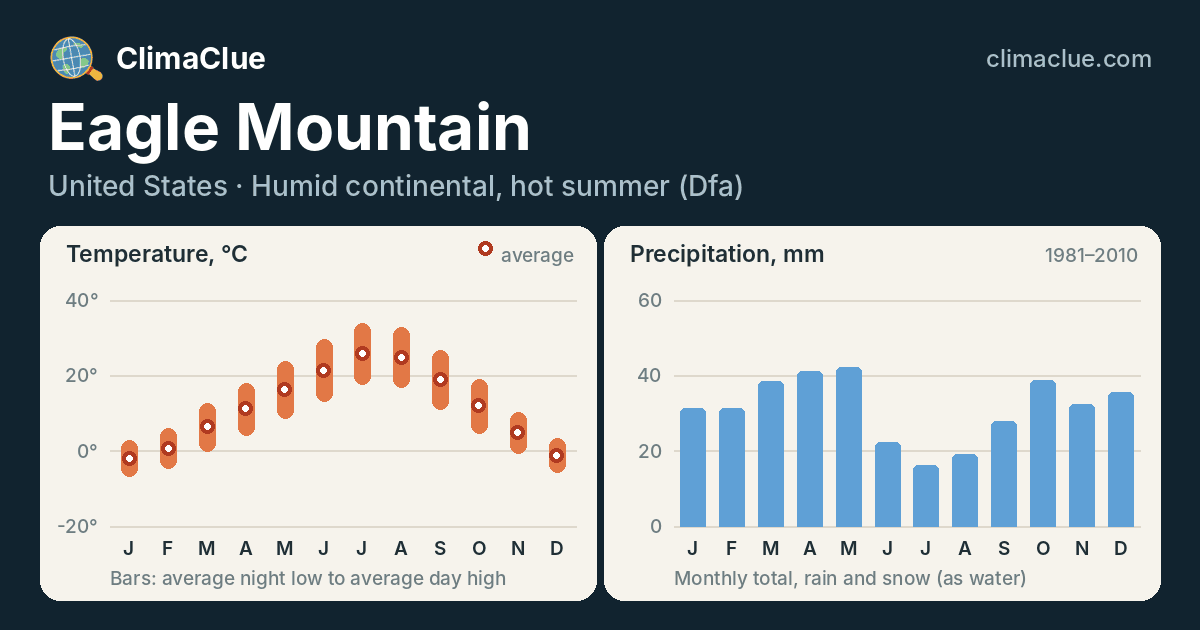 ClimaClue
climaclue.com
Eagle Mountain
United States · Humid continental, hot summer (Dfa)
Temperature, °C
average
40°
20°
0°
-20°
J F M A M J J A S O N D
Bars: average night low to average day high
Precipitation, mm
1981–2010
60
40
20
0
J F M A M J J A S O N D
Monthly total, rain and snow (as water)